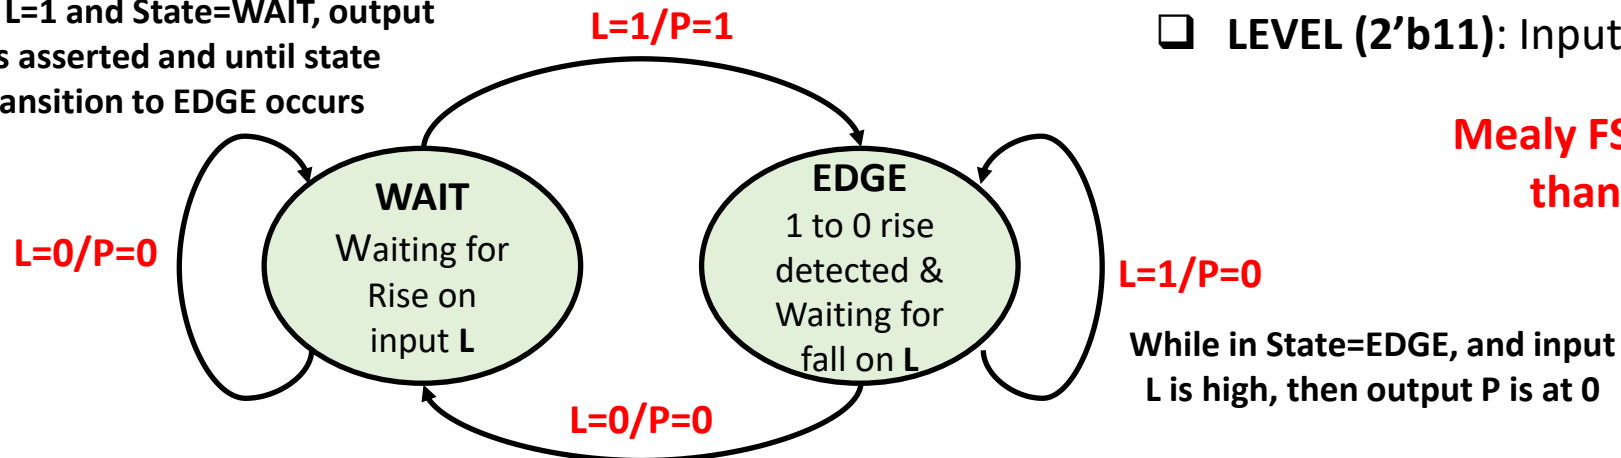 L=1 and State=WAIT, output
s asserted and until state
ansition to EDGE occurs
L=1/P=1
❑ LEVEL (2'b11): Input
Mealy FS
than
L=0/P=0
WAIT
Waiting for
Rise on
input L
EDGE
1 to 0 rise
detected &
Waiting for
fall on L
L=1/P=0
While in State=EDGE, and input
L is high, then output P is at 0
L=0/P=0